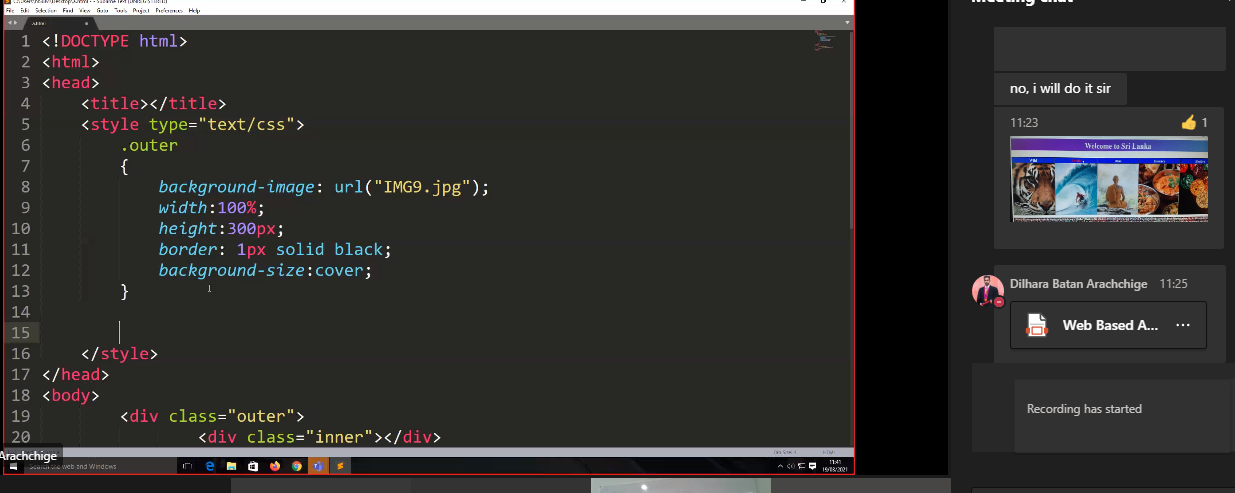 File Edit Selection Find View Goto Tools Project Preferences Help
1 <!DOCTYPE html>
2 <html>
3 <head>
4 <title></title>
5 <style type="text/css">
6 .outer
7 {
8 background-image: url("IMG9.jpg");
9 width:100%;
10 height:300px;
11 border: 1px solid black;
12 background-size:cover;
13 }
14
15
16 </style>
17 </head>
18 <body>
19 <div class="outer">
20 <div class="inner"></div>
Arachchige
Search the web and Windows
11:41
19/08/2021
Meeting chat
no, i will do it sir
11:23
1
Welcome to Sri Lanka
Dilhara Batan Arachchige 11:25
Web Based A...
Recording has started